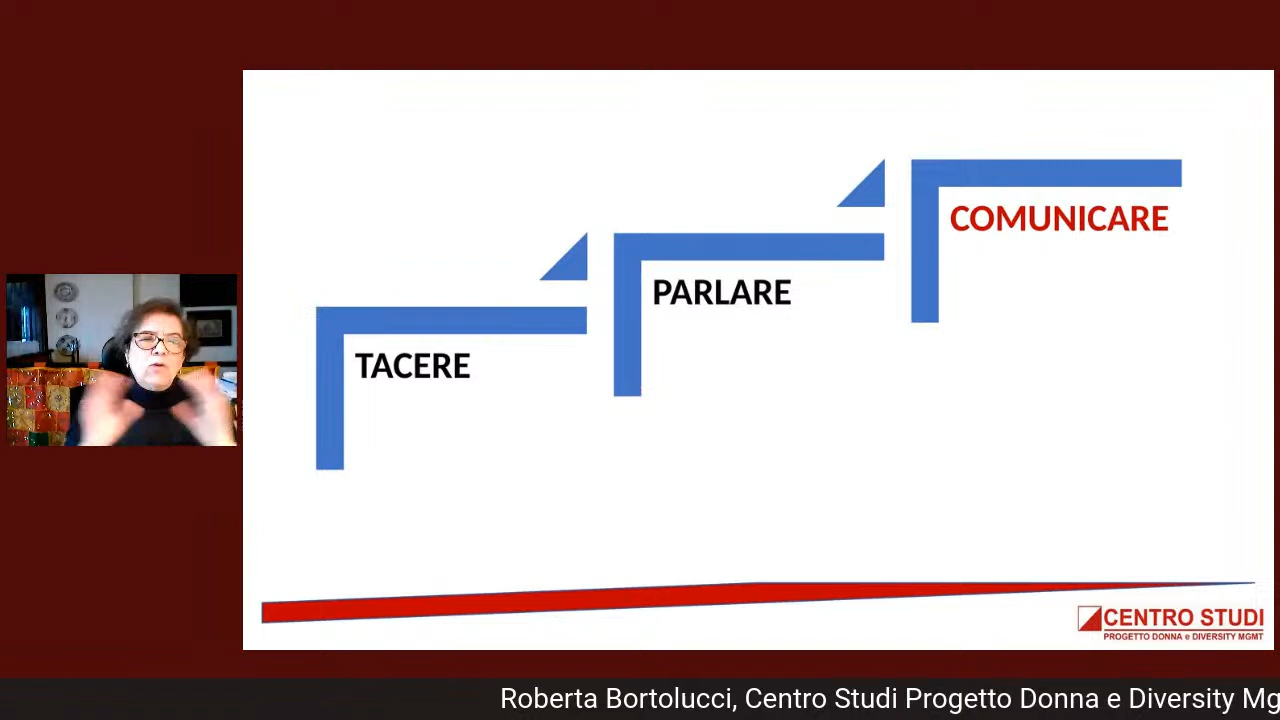 COMUNICARE
PARLARE
TACERE
CENTRO STUDI
PROGETTO DONNA e DIVERSITY MGMT
Roberta Bortolucci, Centro Studi Progetto Donna e Diversity Mg